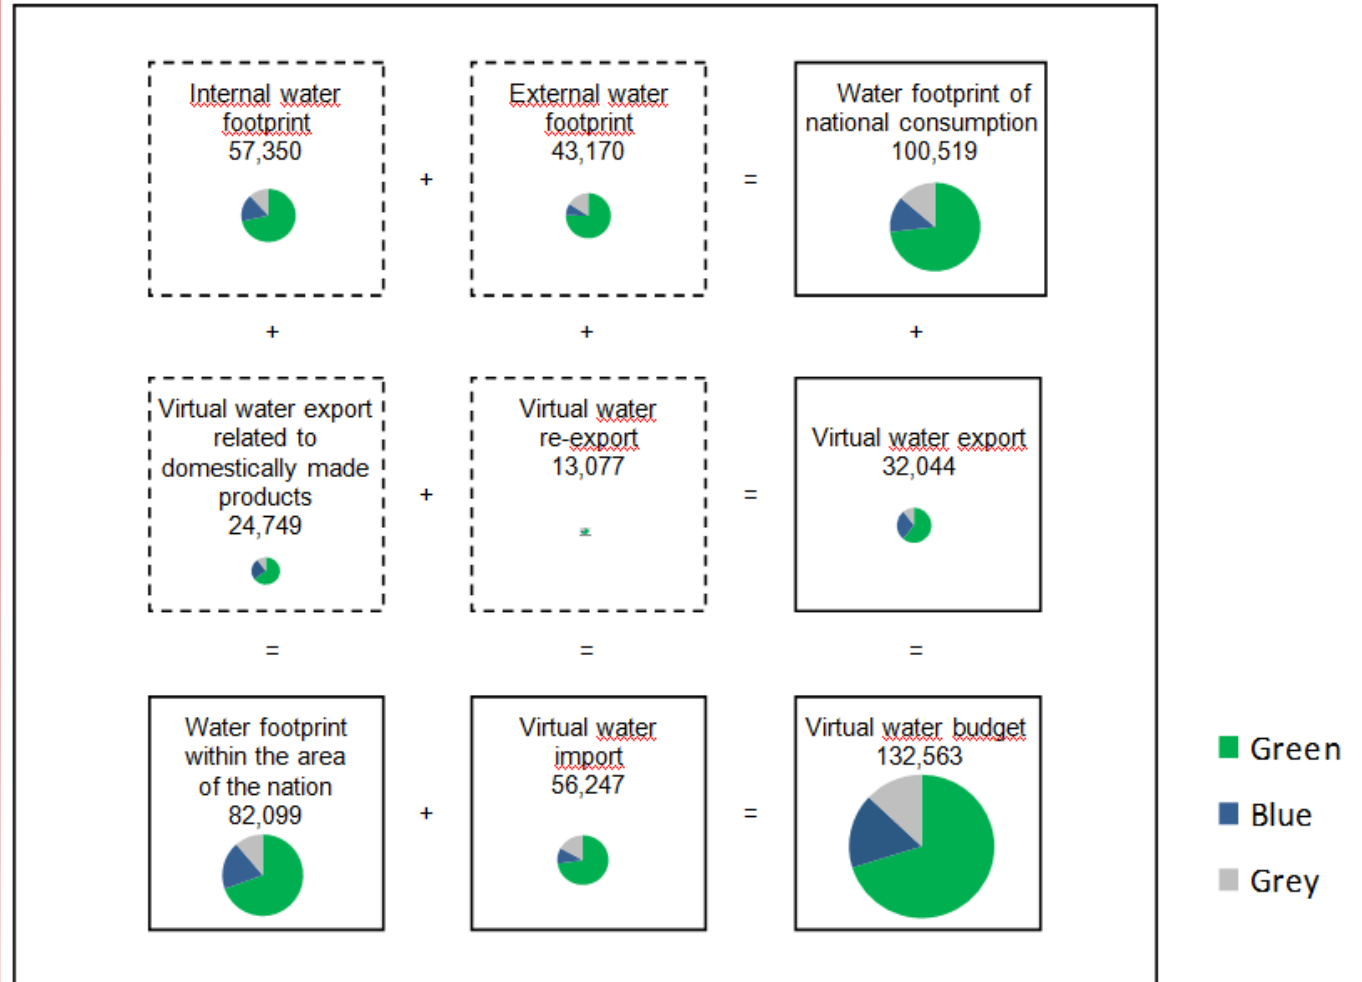 Internal water
footprint
57,350
+
External water
footprint
43,170
=
Water footprint of
national consumption
100,519
+
+
+
Virtual water export
related to
domestically made
products
24,749
+
Virtual water
re-export
13,077
=
Virtual water export
32,044
=
=
=
Water footprint
within the area
of the nation
82,099
+
Virtual water
import
56,247
=
Virtual water budget
132,563
Green
Blue
Grey